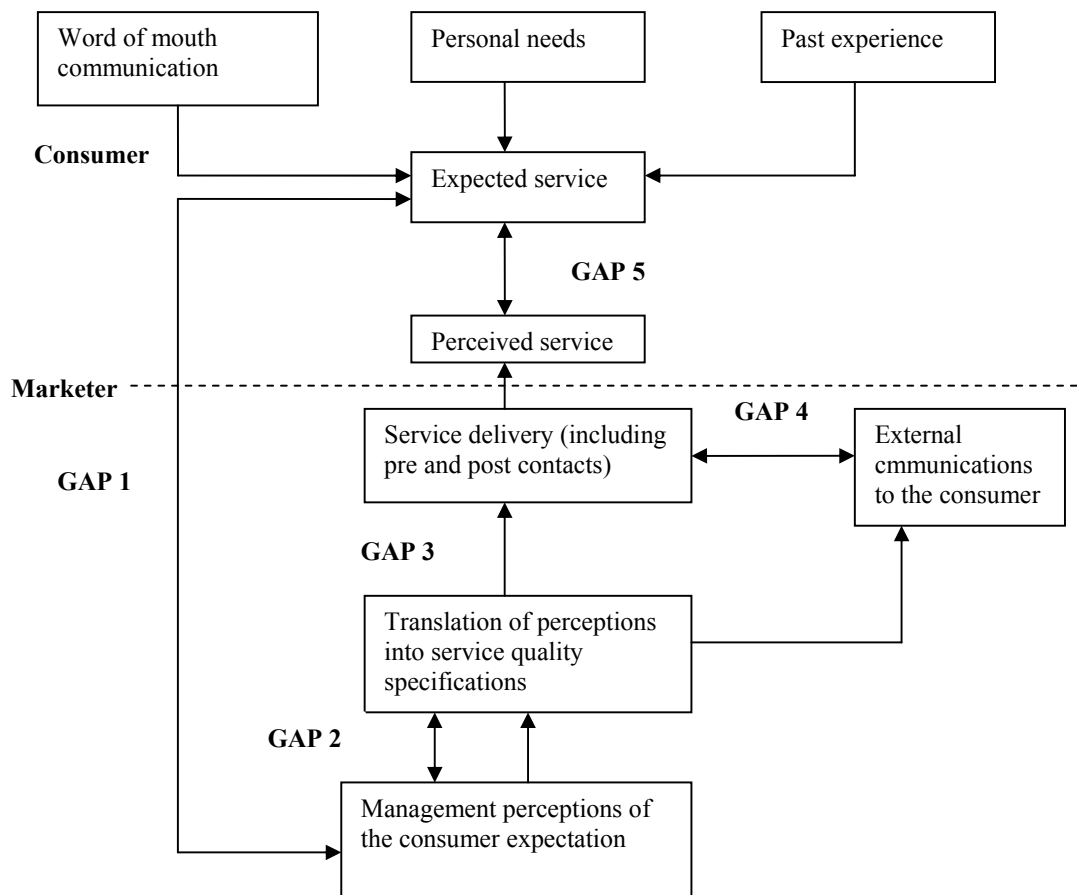 Word of mouth
communication
Personal needs
Past experience
Consumer
Expected service
GAP 5
Perceived service
Marketer
GAP 4
Service delivery (including
pre and post contacts)
External
cmmunications
to the consumer
GAP 1
GAP 3
Translation of perceptions
into service quality
specifications
GAP 2
Management perceptions of
the consumer expectation